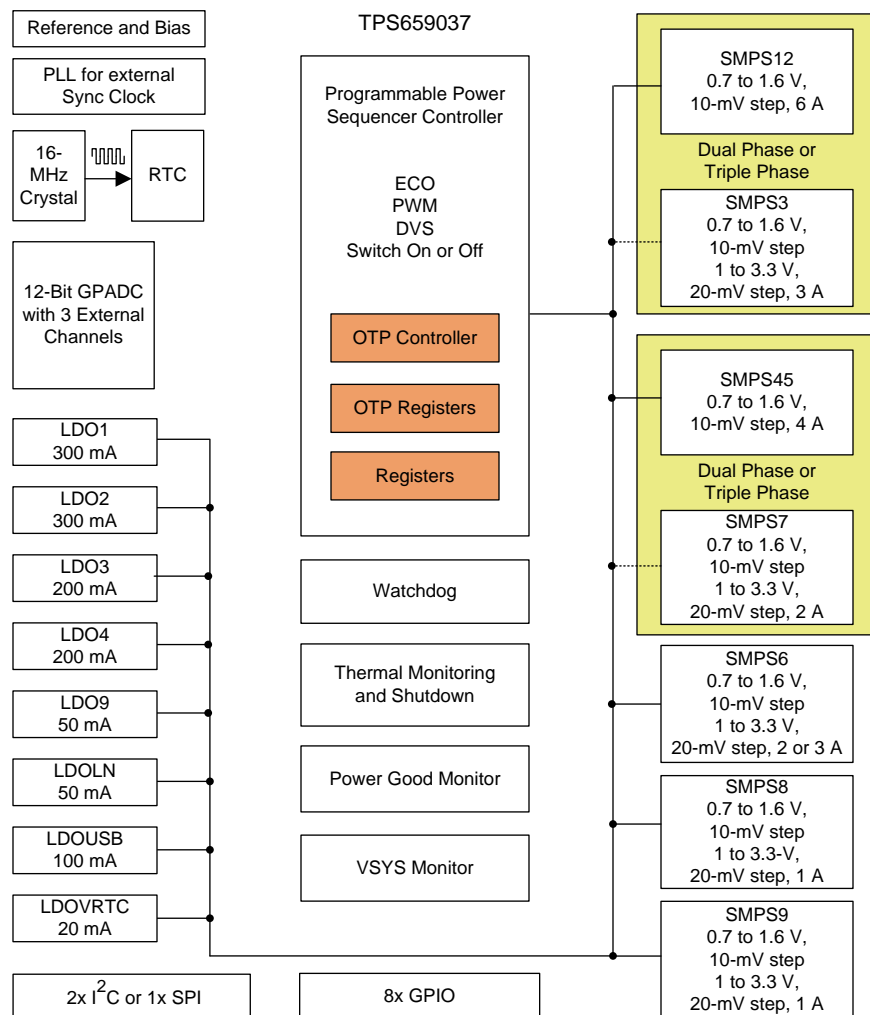 Reference and Bias
PLL for external
Sync Clock
16-
MHz
Crystal
RTC
12-Bit GPADC
with 3 External
Channels
LDO1
300 mA
LDO2
300 mA
LDO3
200 mA
LDO4
200 mA
LDO9
50 mA
LDOLN
50 mA
LDOUSB
100 mA
LDOVRTC
20 mA
2x I²C or 1x SPI
TPS659037
Programmable Power
Sequencer Controller
ECO
PWM
DVS
Switch On or Off
OTP Controller
OTP Registers
Registers
Watchdog
Thermal Monitoring
and Shutdown
Power Good Monitor
VSYS Monitor
8x GPIO
SMPS12
0.7 to 1.6 V,
10-mV step, 6 A
Dual Phase or
Triple Phase
SMPS3
0.7 to 1.6 V,
10-mV step
1 to 3.3 V,
20-mV step, 3 A
SMPS45
0.7 to 1.6 V,
10-mV step, 4 A
Dual Phase or
Triple Phase
SMPS7
0.7 to 1.6 V,
10-mV step
1 to 3.3 V,
20-mV step, 2 A
SMPS6
0.7 to 1.6 V,
10-mV step
1 to 3.3 V,
20-mV step, 2 or 3 A
SMPS8
0.7 to 1.6 V,
10-mV step
1 to 3.3-V,
20-mV step, 1 A
SMPS9
0.7 to 1.6 V,
10-mV step
1 to 3.3 V,
20-mV step, 1 A